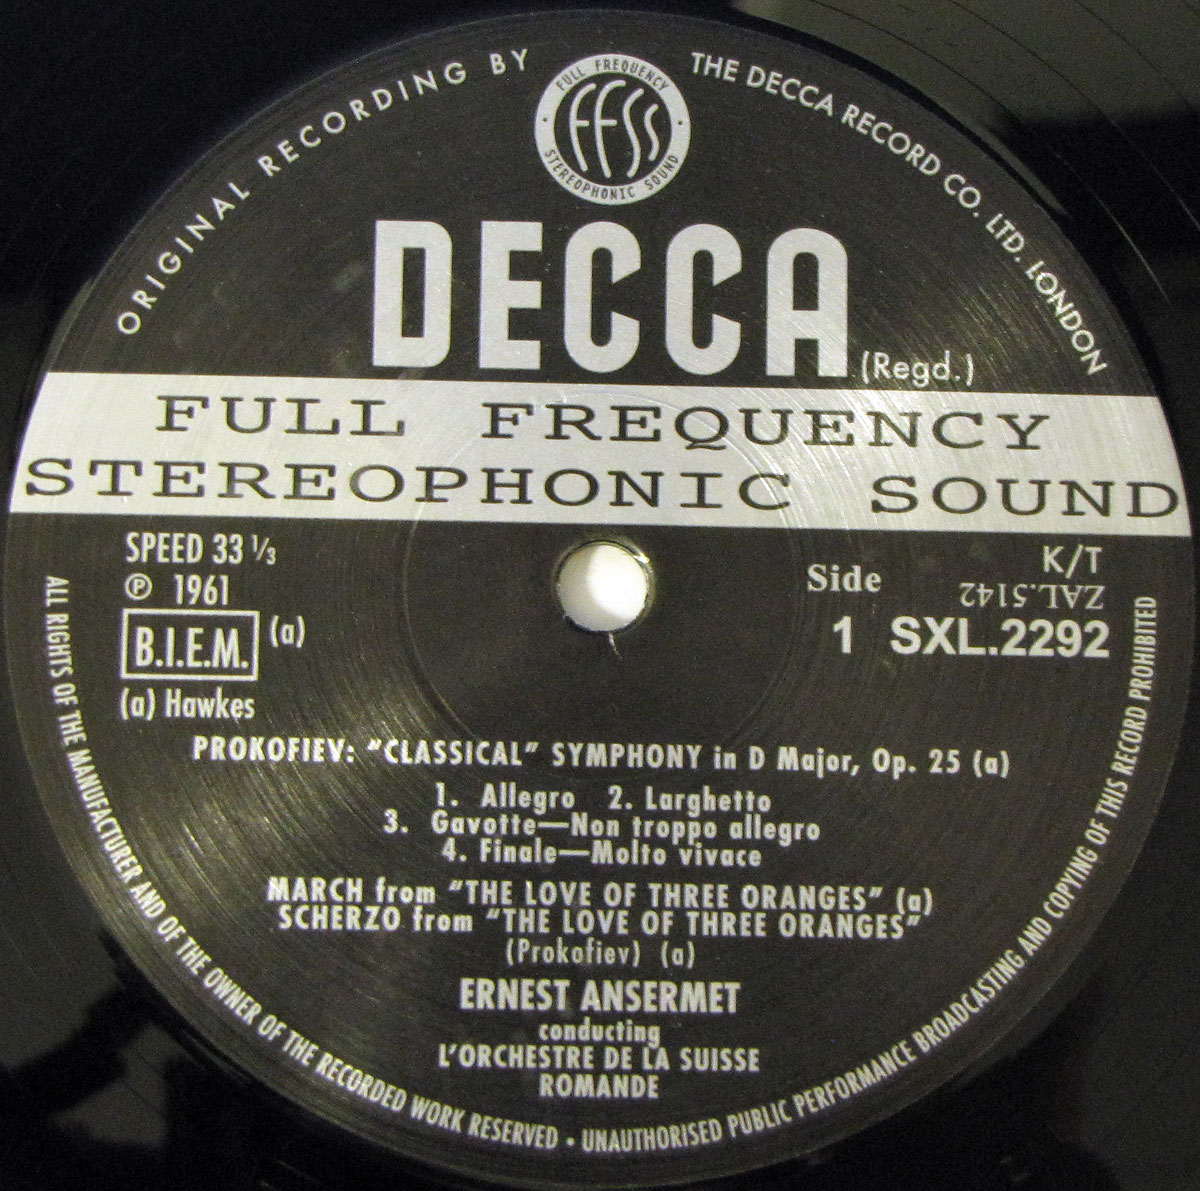 ORIGINAL RECORDING BY
THE DECCA RECORD CO. LTD. LONDON
FULL FREQUENCY
FFSS
STEREOPHONIC SOUND
DECCA
(Regd.)
FULL FREQUENCY
STEREOPHONIC SOUND
SPEED 33 ⅓
℗ 1961
B.I.E.M. (a)
(a) Hawkes
K/T
ZAL.5142
Side
1 SXL.2292
PROKOFIEV: "CLASSICAL" SYMPHONY in D Major, Op. 25 (a)
1. Allegro 2. Larghetto
3. Gavotte—Non troppo allegro
4. Finale—Molto vivace
MARCH from "THE LOVE OF THREE ORANGES" (a)
SCHERZO from "THE LOVE OF THREE ORANGES"
(Prokofiev) (a)
ERNEST ANSERMET
conducting
L'ORCHESTRE DE LA SUISSE
ROMANDE
ALL RIGHTS OF THE MANUFACTURER AND OF THE OWNER OF THE RECORDED WORK RESERVED • UNAUTHORISED PUBLIC PERFORMANCE BROADCASTING AND COPYING OF THIS RECORD PROHIBITED